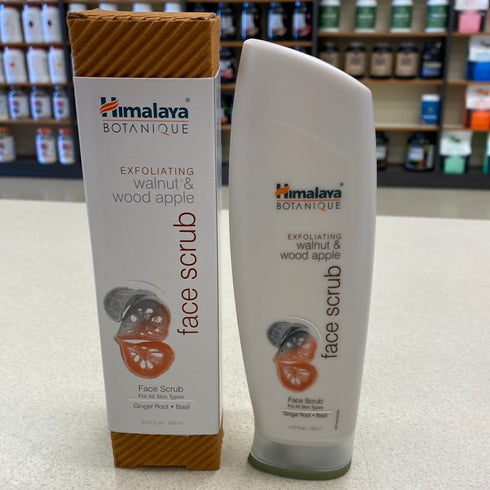 Himalaya
BOTANIQUE
EXFOLIATING
walnut &
wood apple
face scrub
Face Scrub
For All Skin Types
Ginger Root • Basil
Himalaya
BOTANIQUE
EXFOLIATING
walnut &
wood apple
face scrub
Face Scrub
For All Skin Types
Ginger Root • Basil